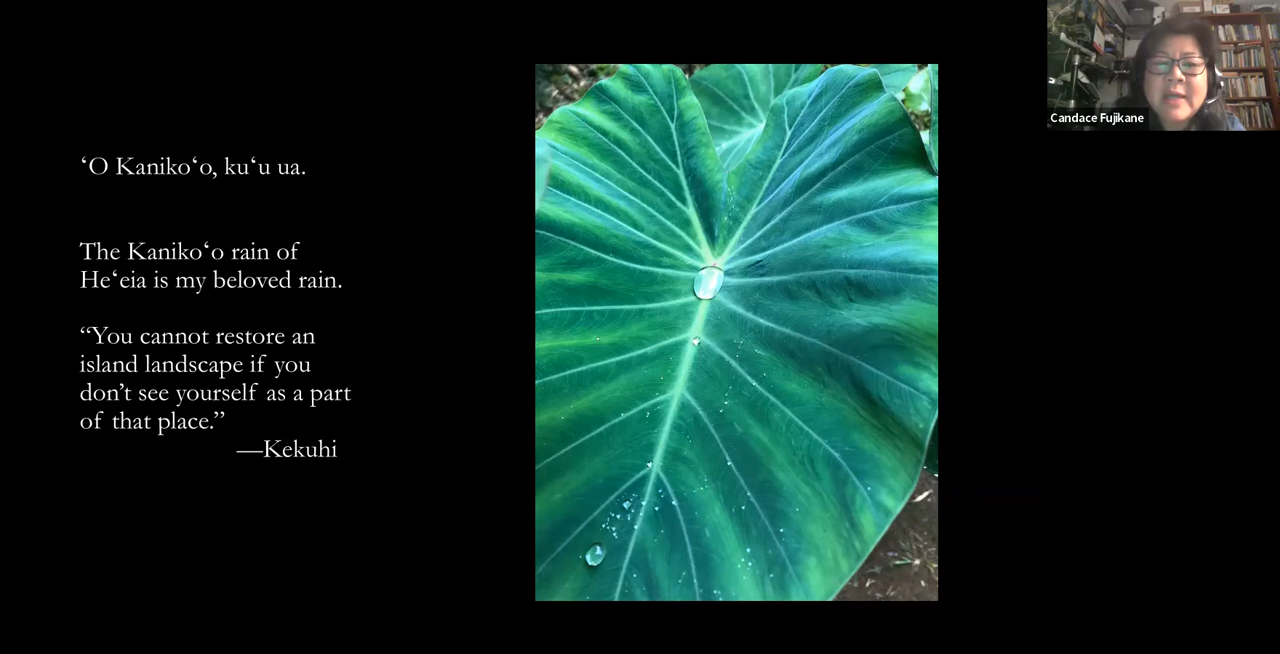 ʻO Kanikoʻo, kuʻu ua.
The Kanikoʻo rain of
Heʻeia is my beloved rain.
“You cannot restore an
island landscape if you
don’t see yourself as a part
of that place.”
—Kekuhi
Candace Fujikane